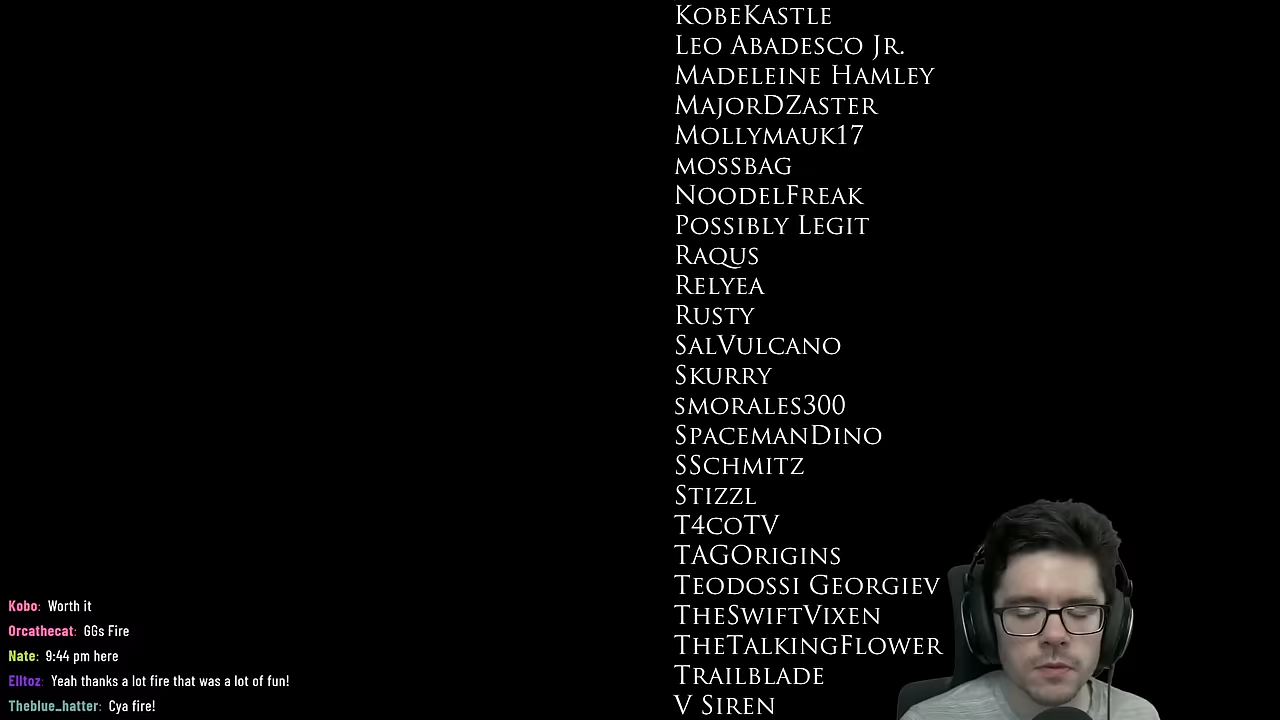 KobeKastle
Leo Abadesco Jr.
Madeleine Hamley
MajorDZaster
Mollymauk17
mossbag
NoodelFreak
Possibly Legit
Raqus
Relyea
Rusty
SalVulcano
Skurry
smorales300
SpacemanDino
SSchmitz
Stizzl
T4coTV
TAGOrigins
Teodossi Georgiev
TheSwiftVixen
TheTalkingFlower
Trailblade
V Siren
Kobo: Worth it
Orcathecat: GGs Fire
Nate: 9:44 pm here
Elltoz: Yeah thanks a lot fire that was a lot of fun!
Theblue_hatter: Cya fire!